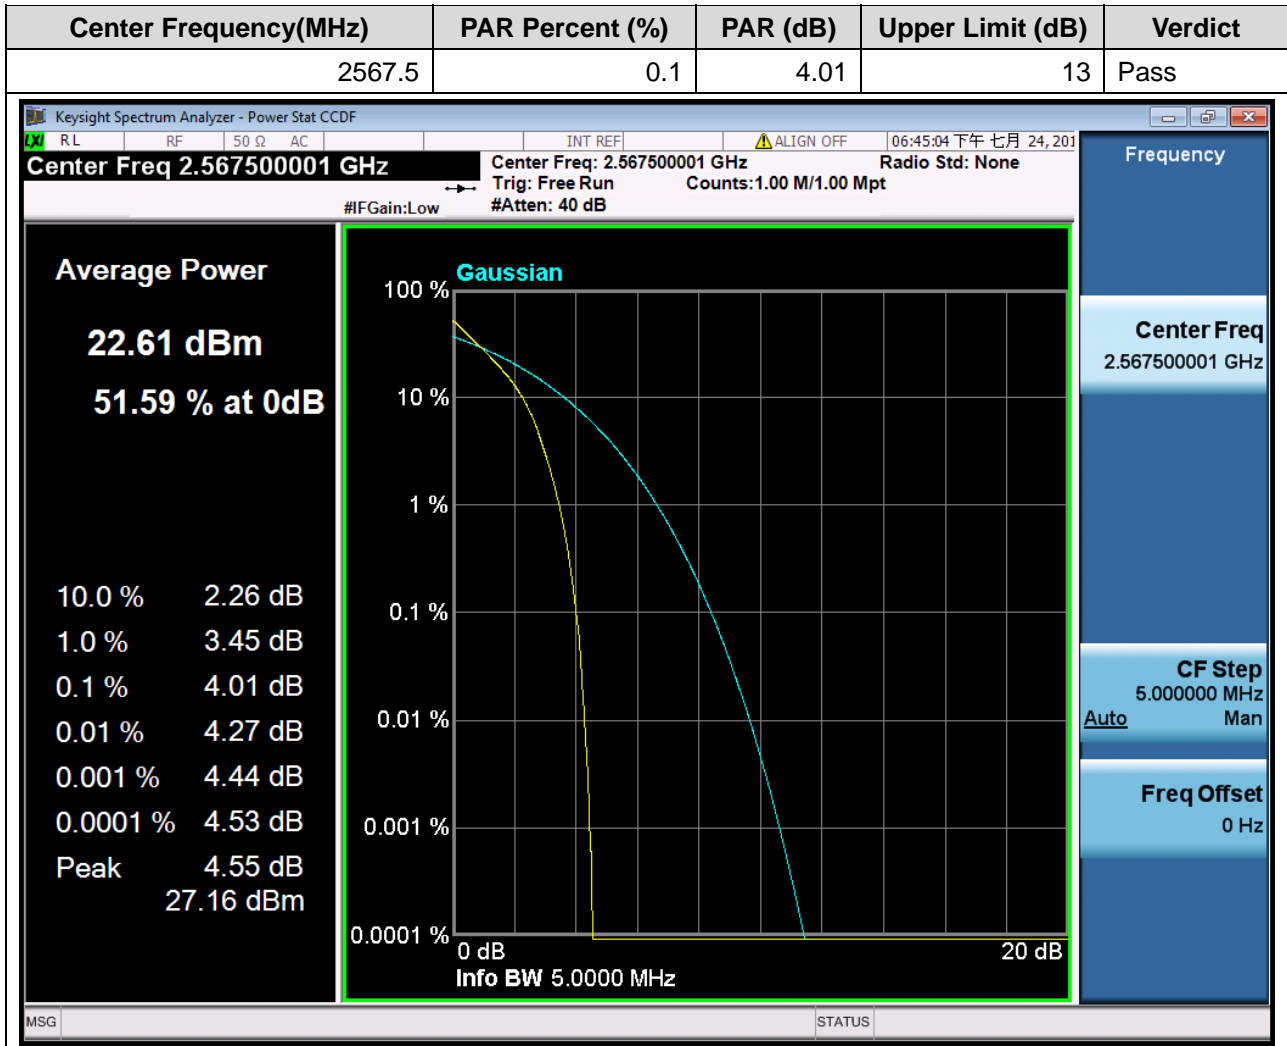 Center Frequency(MHz) PAR Percent (%) PAR (dB) Upper Limit (dB) Verdict
2567.5 0.1 4.01 13 Pass
Keysight Spectrum Analyzer - Power Stat CCDF
LXI RL RF 50 Ω AC INT REF ALIGN OFF 06:45:04 下午 七月 24, 201
Center Freq 2.567500001 GHz
Center Freq: 2.567500001 GHz Radio Std: None
Trig: Free Run Counts:1.00 M/1.00 Mpt
#IFGain:Low #Atten: 40 dB
Average Power
22.61 dBm
51.59 % at 0dB
10.0 % 2.26 dB
1.0 % 3.45 dB
0.1 % 4.01 dB
0.01 % 4.27 dB
0.001 % 4.44 dB
0.0001 % 4.53 dB
Peak 4.55 dB
27.16 dBm
Gaussian
100 %
10 %
1 %
0.1 %
0.01 %
0.001 %
0.0001 %
0 dB 20 dB
Info BW 5.0000 MHz
Frequency
Center Freq
2.567500001 GHz
CF Step
5.000000 MHz
Auto Man
Freq Offset
0 Hz
MSG STATUS